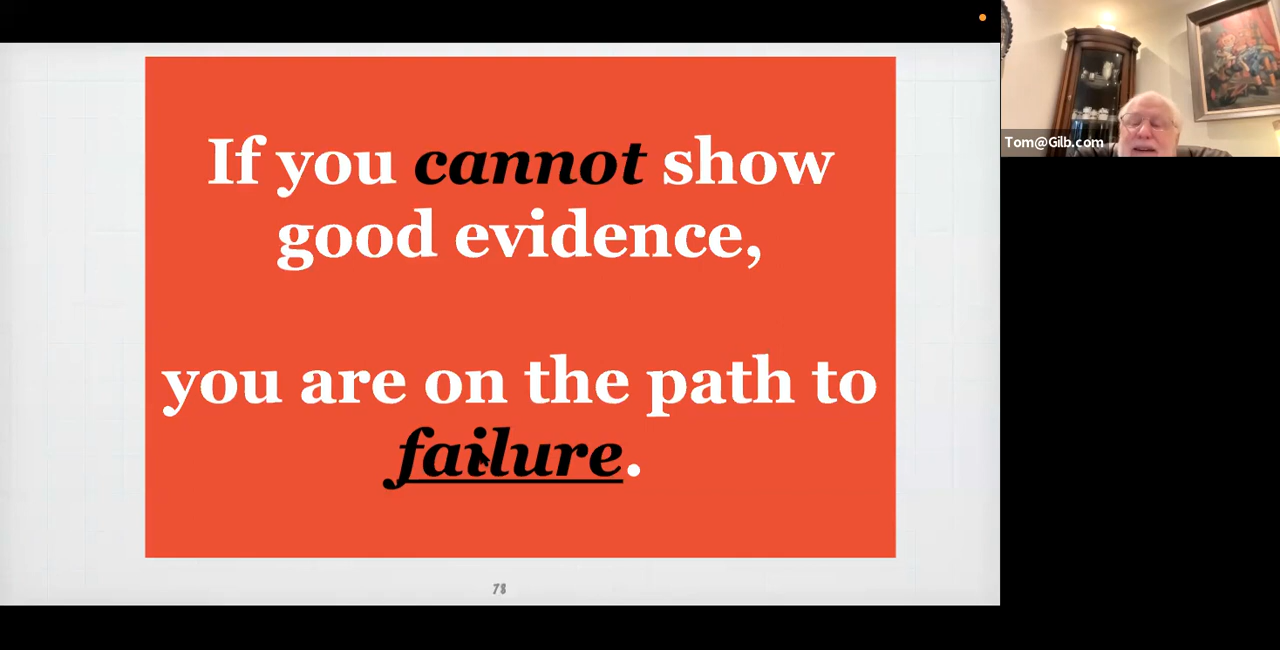 If you cannot show
good evidence,
you are on the path to
failure.
78
Tom@Gilb.com